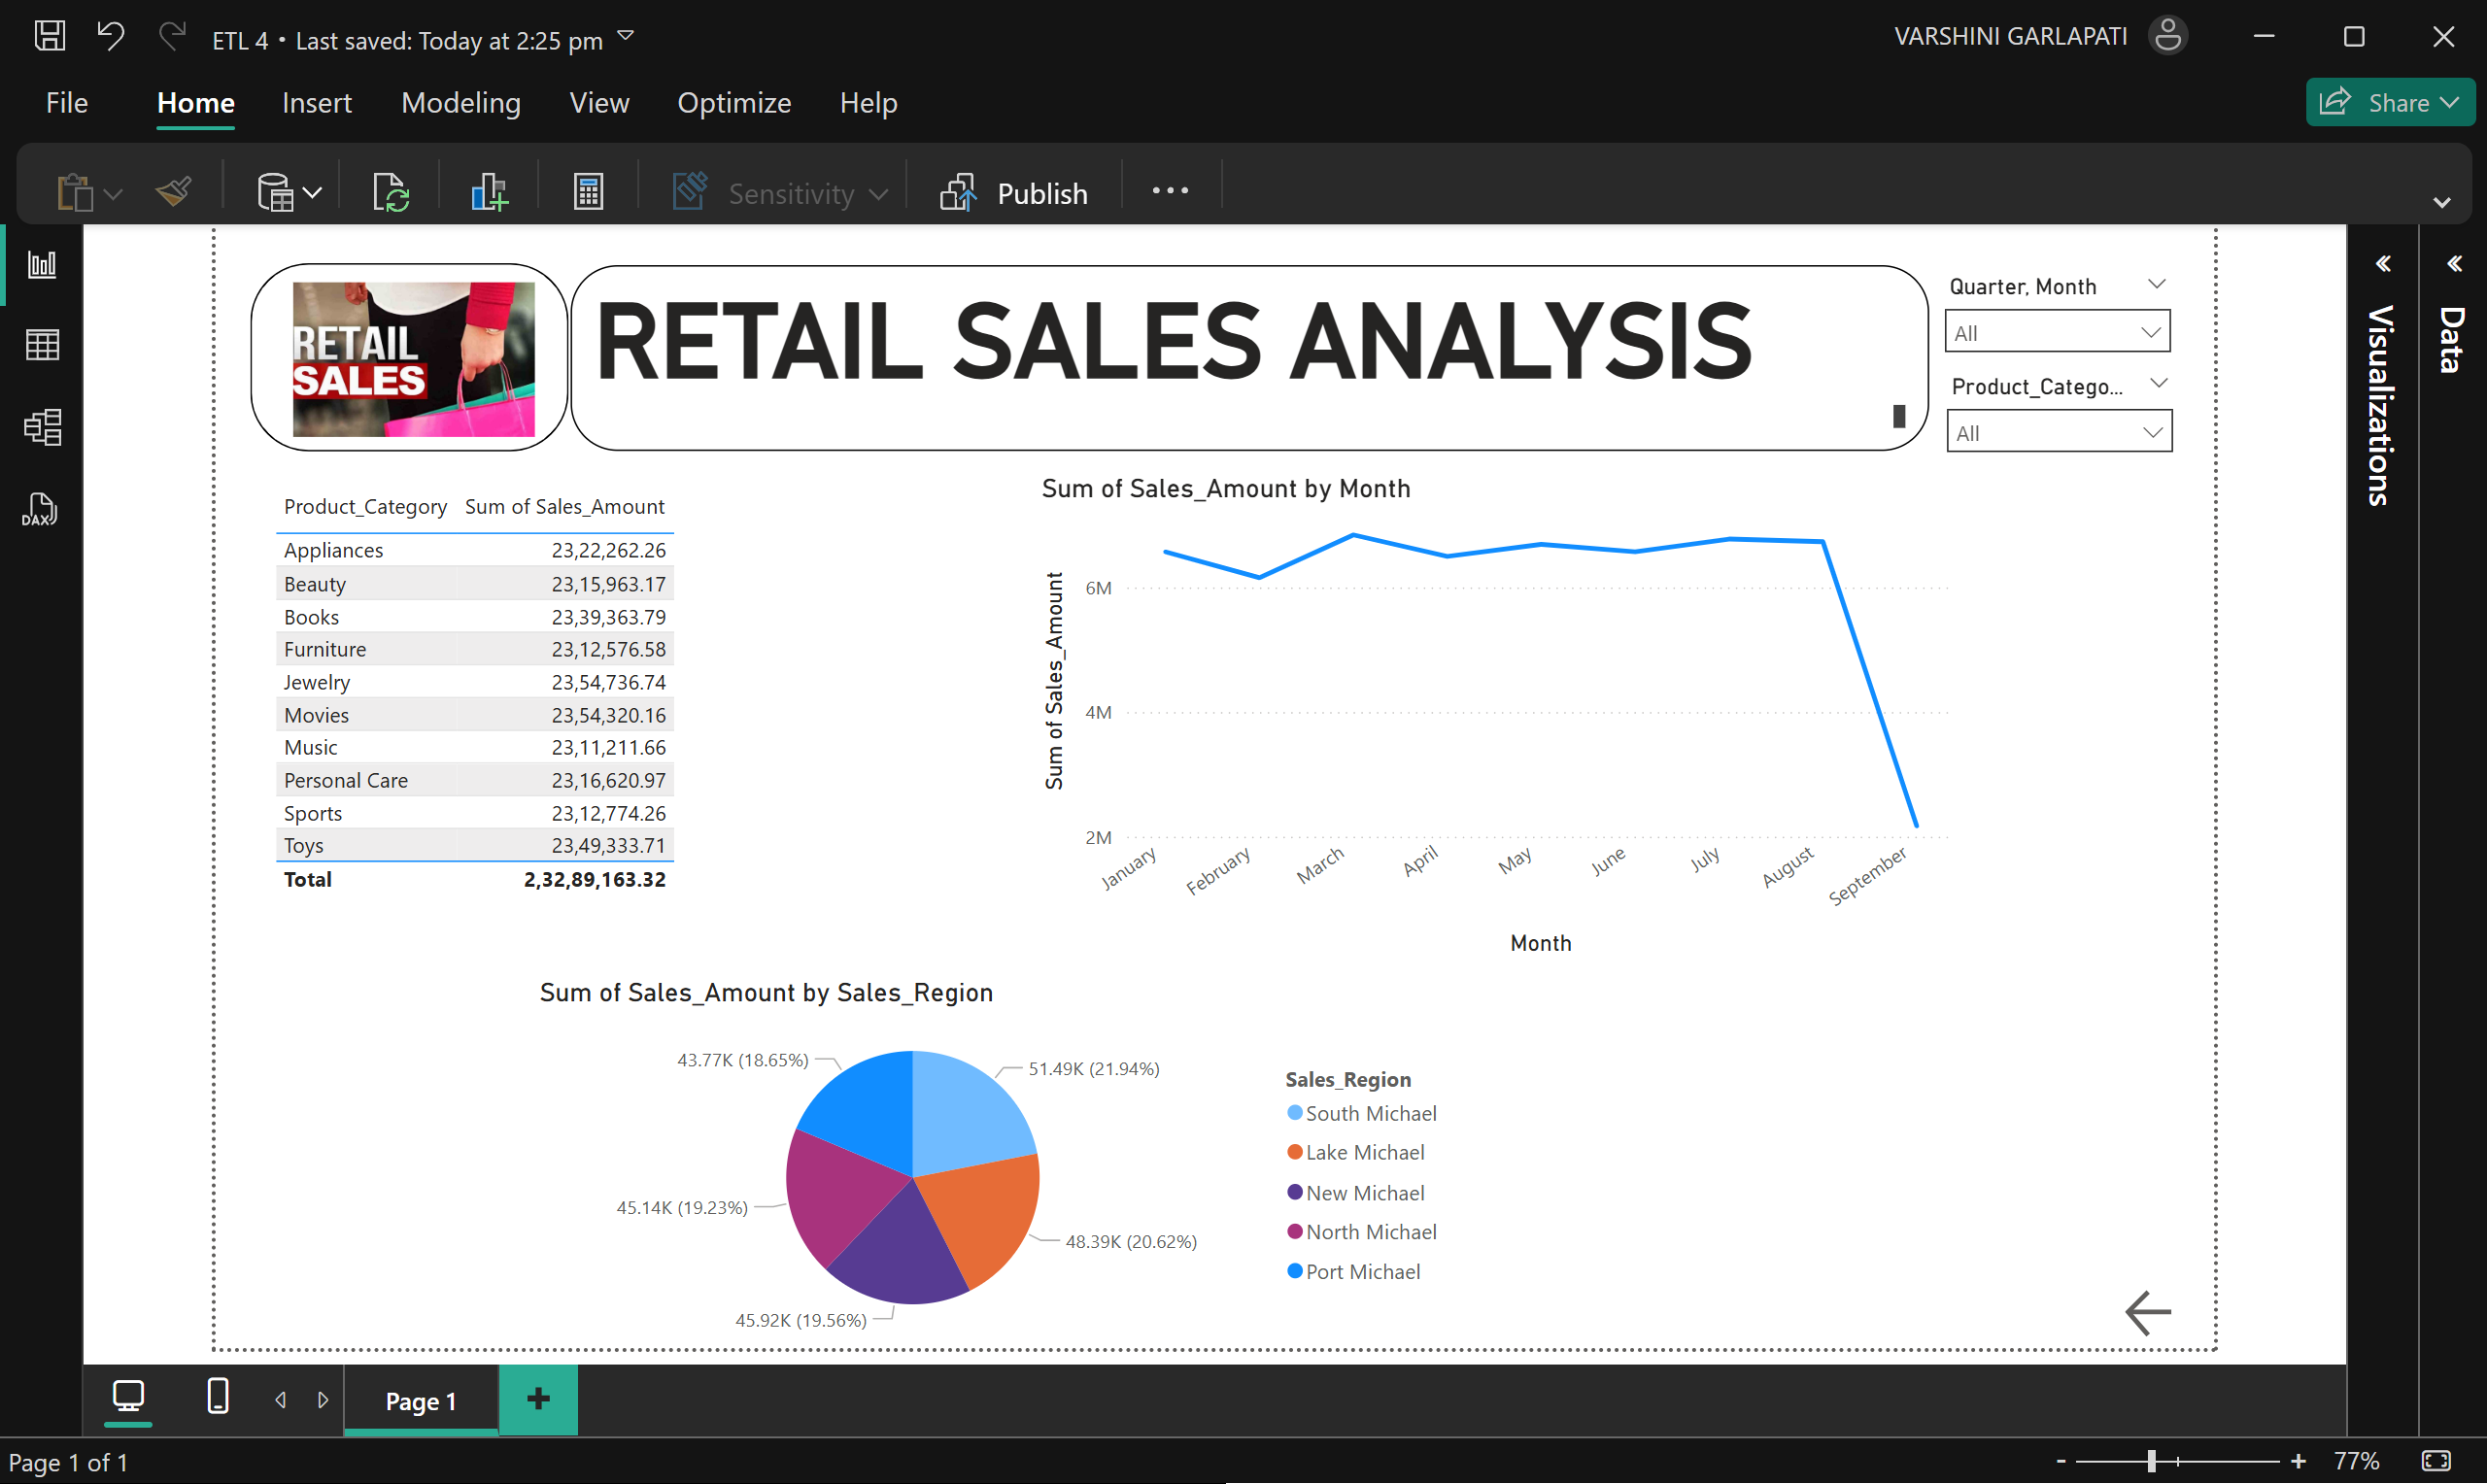 ETL 4 • Last saved: Today at 2:25 pm
VARSHINI GARLAPATI
File Home Insert Modeling View Optimize Help
Share
Sensitivity
Publish
RETAIL
SALES
RETAIL SALES ANALYSIS
Quarter, Month
All
Product_Catego...
All
Visualizations
Data
DAX
Product_Category Sum of Sales_Amount
Appliances 23,22,262.26
Beauty 23,15,963.17
Books 23,39,363.79
Furniture 23,12,576.58
Jewelry 23,54,736.74
Movies 23,54,320.16
Music 23,11,211.66
Personal Care 23,16,620.97
Sports 23,12,774.26
Toys 23,49,333.71
Total 2,32,89,163.32
Sum of Sales_Amount by Month
Sum of Sales_Amount
6M
4M
2M
January February March April May June July August September
Month
Sum of Sales_Amount by Sales_Region
43.77K (18.65%)
51.49K (21.94%)
45.14K (19.23%)
48.39K (20.62%)
45.92K (19.56%)
Sales_Region
South Michael
Lake Michael
New Michael
North Michael
Port Michael
Page 1
Page 1 of 1
- + 77%